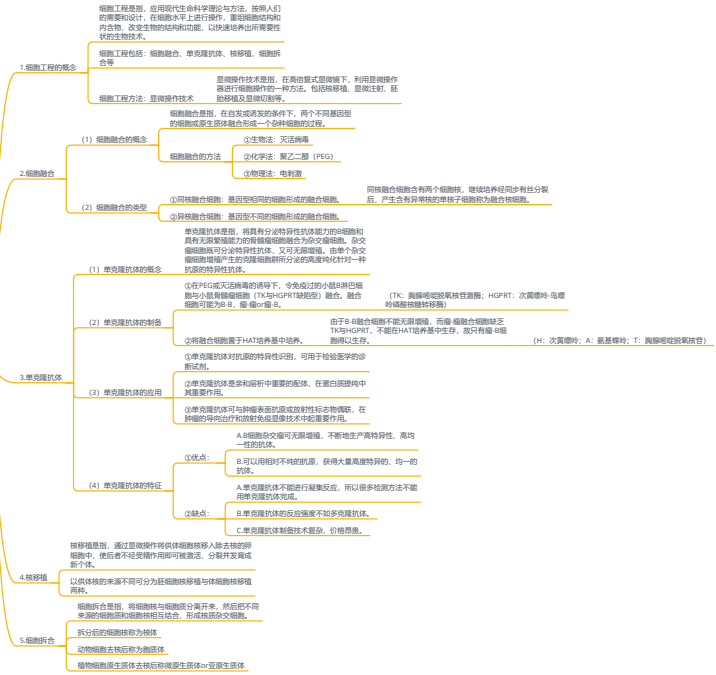 细胞工程是指，应用现代生命科学理论与方法，按照人们
的需要和设计，在细胞水平上进行操作，重组细胞结构和
内含物，改变生物的结构和功能，以快速培养出所需要性
状的生物技术。
1.细胞工程的概念
细胞工程包括：细胞融合、单克隆抗体、核移植、细胞拆
合等
细胞工程方法：显微操作技术
显微操作技术是指，在高倍复式显微镜下，利用显微操作
器进行细胞操作的一种方法。包括核移植，显微注射，胚
胎移植及显微切割等。
2.细胞融合
（1）细胞融合的概念
细胞融合是指，在自发或诱发的条件下，两个不同基因型
的细胞或原生质体融合形成一个杂种细胞的过程。
细胞融合的方法
①生物法：灭活病毒
②化学法：聚乙二醇（PEG）
③物理法：电刺激
（2）细胞融合的类型
①同核融合细胞：基因型相同的细胞形成的融合细胞。
同核融合细胞含有两个细胞核，继续培养经同步有丝分裂
后，产生含有异常核的单核子细胞称为融合核细胞。
②异核融合细胞：基因型不同的细胞形成的融合细胞。
3.单克隆抗体
（1）单克隆抗体的概念
单克隆抗体是指，将具有分泌特异性抗体能力的B细胞和
具有无限繁殖能力的骨髓瘤细胞融合为杂交瘤细胞。杂交
瘤细胞既可分泌特异性抗体，又可无限增殖。由单个杂交
瘤细胞增殖产生的克隆细胞群所分泌的高度纯化针对一种
抗原的特异性抗体。
（2）单克隆抗体的制备
①在PEG或灭活病毒的诱导下，令免疫过的小鼠B淋巴细
胞与小鼠骨髓瘤细胞（TK与HGPRT缺陷型）融合。融合
细胞可能为B-B，瘤-瘤or瘤-B。
（TK：胸腺嘧啶脱氧核苷激酶；HGPRT：次黄嘌呤-鸟嘌
呤磷酸核糖转移酶）
②将融合细胞置于HAT培养基中培养。
由于B-B融合细胞不能无限增殖，而瘤-瘤融合细胞缺乏
TK与HGPRT，不能在HAT培养基中生存，故只有瘤-B细
胞得以生存。
（H：次黄嘌呤；A：氨基蝶呤；T：胸腺嘧啶脱氧核苷）
（3）单克隆抗体的应用
①单克隆抗体对抗原的特异性识别，可用于检验医学的诊
断试剂。
②单克隆抗体是亲和层析中重要的配体，在蛋白质提纯中
其重要作用。
③单克隆抗体可与肿瘤表面抗原或放射性标志物偶联，在
肿瘤的导向治疗和放射免疫显像技术中起重要作用。
（4）单克隆抗体的特征
①优点：
A.B细胞杂交瘤可无限增殖，不断地生产高特异性、高均
一性的抗体。
B.可以用相对不纯的抗原，获得大量高度特异的、均一的
抗体。
②缺点：
A.单克隆抗体不能进行凝集反应，所以很多检测方法不能
用单克隆抗体完成。
B.单克隆抗体的反应强度不如多克隆抗体。
C.单克隆抗体制备技术复杂，价格昂贵。
4.核移植
核移植是指，通过显微操作将供体细胞核移入除去核的卵
细胞中，使后者不经受精作用即可被激活、分裂并发育成
新个体。
以供体核的来源不同可分为胚细胞核移植与体细胞核移植
两种。
5.细胞拆合
细胞拆合是指，将细胞核与细胞质分离开来，然后把不同
来源的细胞质和细胞核相互结合，形成核质杂交细胞。
拆分后的细胞核称为核体
动物细胞去核后称为胞质体
植物细胞原生质体去核后称微原生质体or亚原生质体